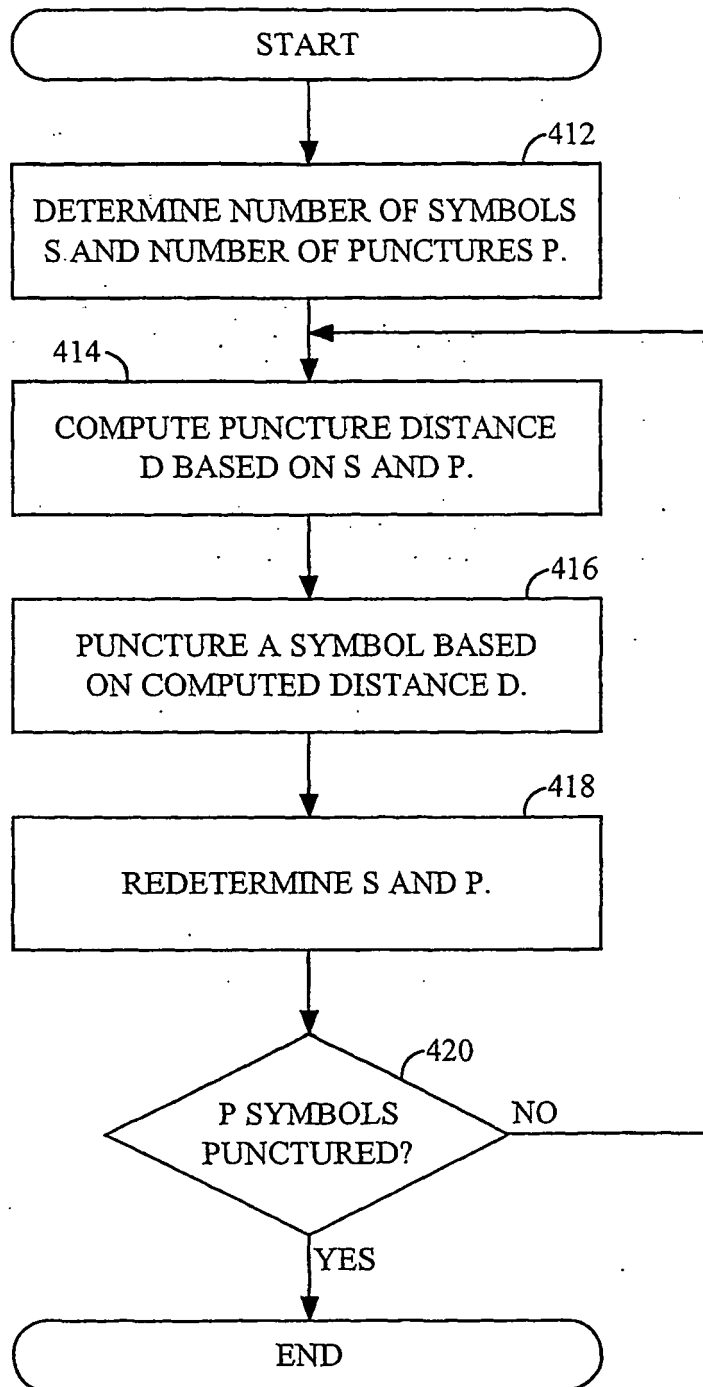 START
412
DETERMINE NUMBER OF SYMBOLS
S AND NUMBER OF PUNCTURES P.
414
COMPUTE PUNCTURE DISTANCE
D BASED ON S AND P.
416
PUNCTURE A SYMBOL BASED
ON COMPUTED DISTANCE D.
418
REDETERMINE S AND P.
420
P SYMBOLS
PUNCTURED?
NO
YES
END